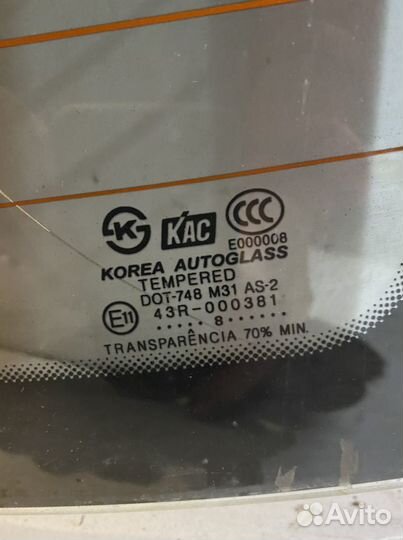 KAC
CCC
E000008
KOREA AUTOGLASS
TEMPERED
DOT-748 M31 AS-2
E11 43R-000381
.....8......
TRANSPARÊNCIA 70% MIN.
Avito